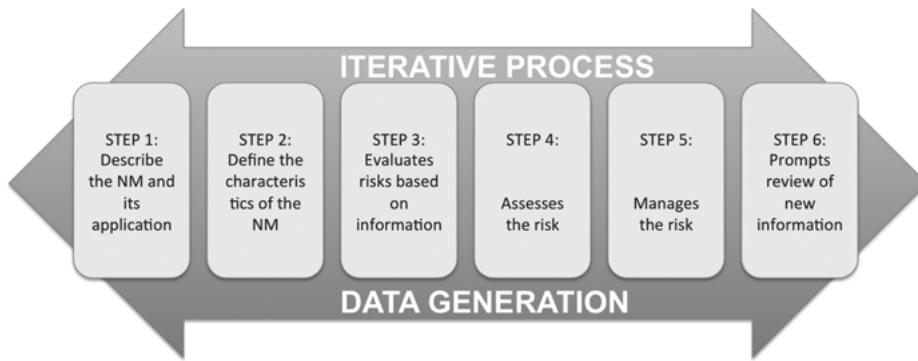 ITERATIVE PROCESS
STEP 1:
Describe
the NM and
its
application
STEP 2:
Define the
characteris
tics of the
NM
STEP 3:
Evaluates
risks based
on
information
STEP 4:
Assesses
the risk
STEP 5:
Manages
the risk
STEP 6:
Prompts
review of
new
information
DATA GENERATION